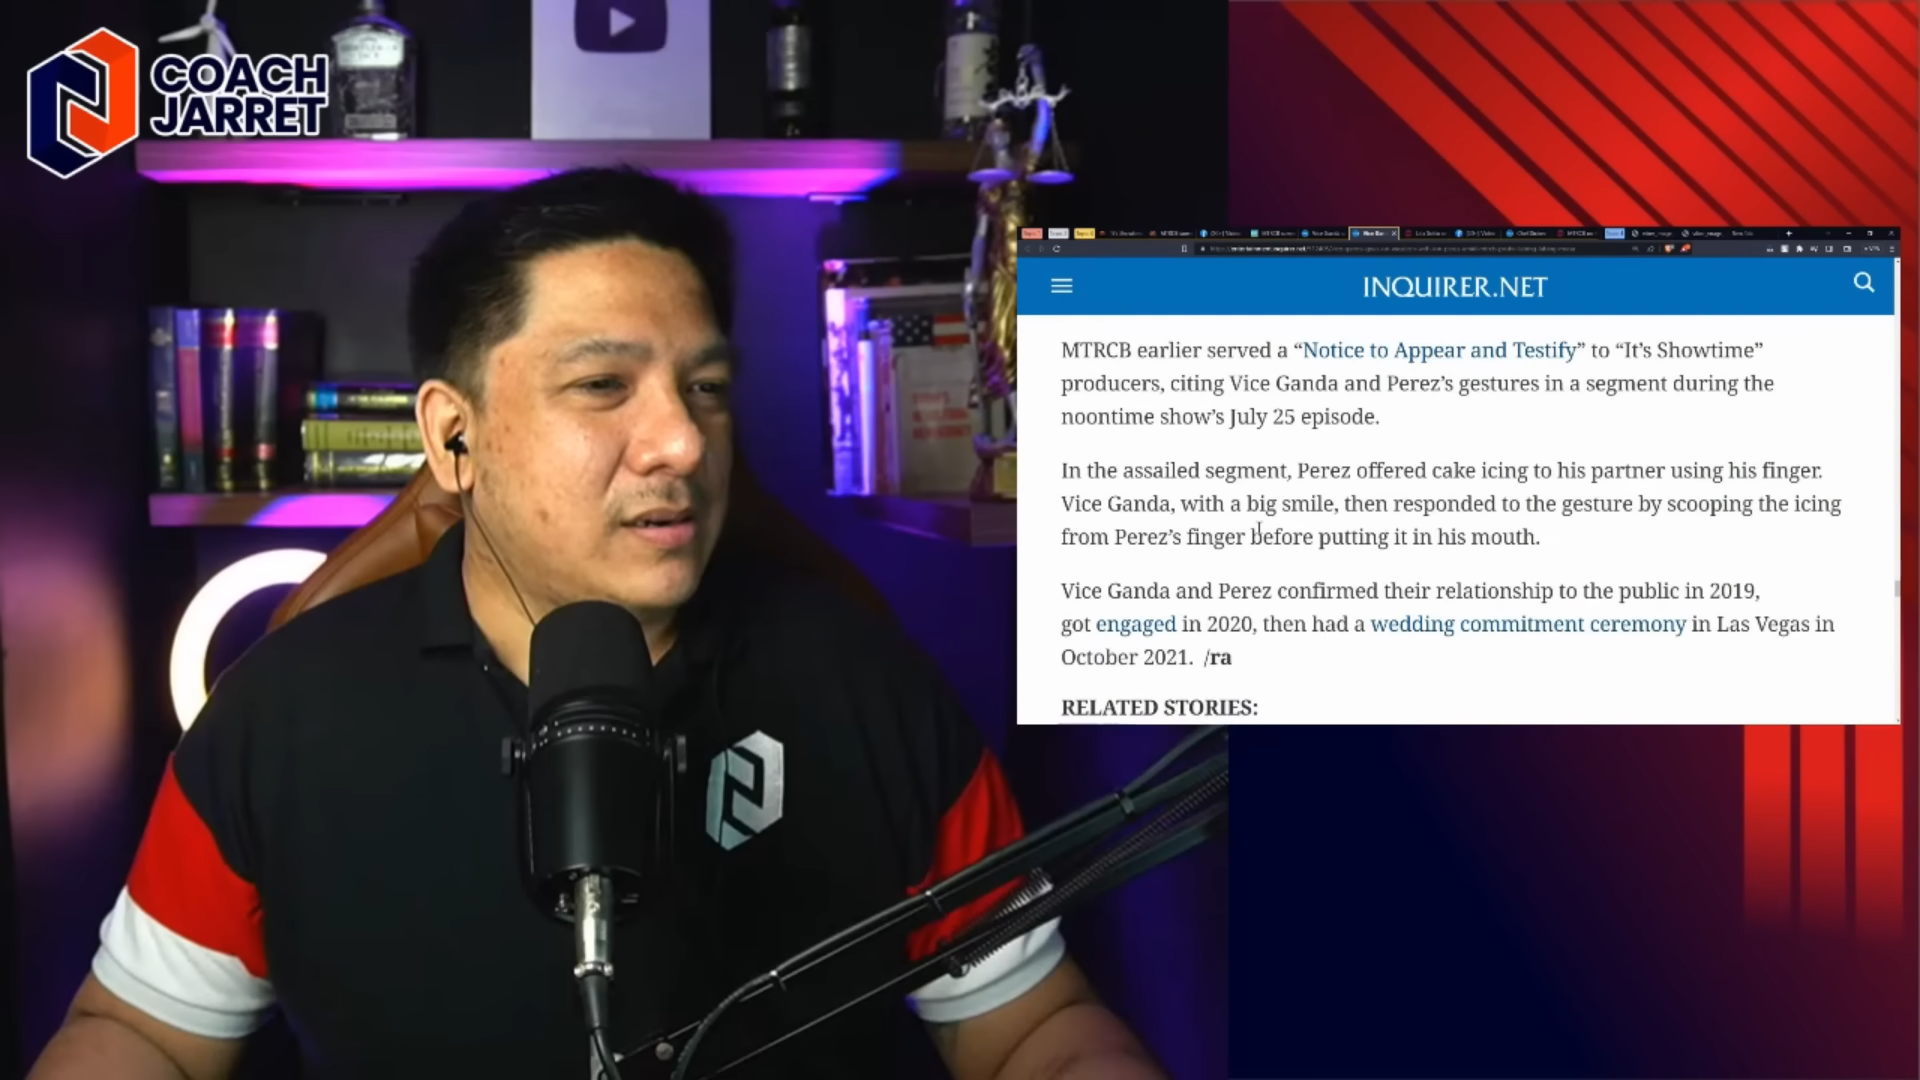 COACH
JARRET
INQUIRER.NET
MTRCB earlier served a “Notice to Appear and Testify” to “It’s Showtime”
producers, citing Vice Ganda and Perez’s gestures in a segment during the
noontime show’s July 25 episode.
In the assailed segment, Perez offered cake icing to his partner using his finger.
Vice Ganda, with a big smile, then responded to the gesture by scooping the icing
from Perez’s finger before putting it in his mouth.
Vice Ganda and Perez confirmed their relationship to the public in 2019,
got engaged in 2020, then had a wedding commitment ceremony in Las Vegas in
October 2021. /ra
RELATED STORIES: